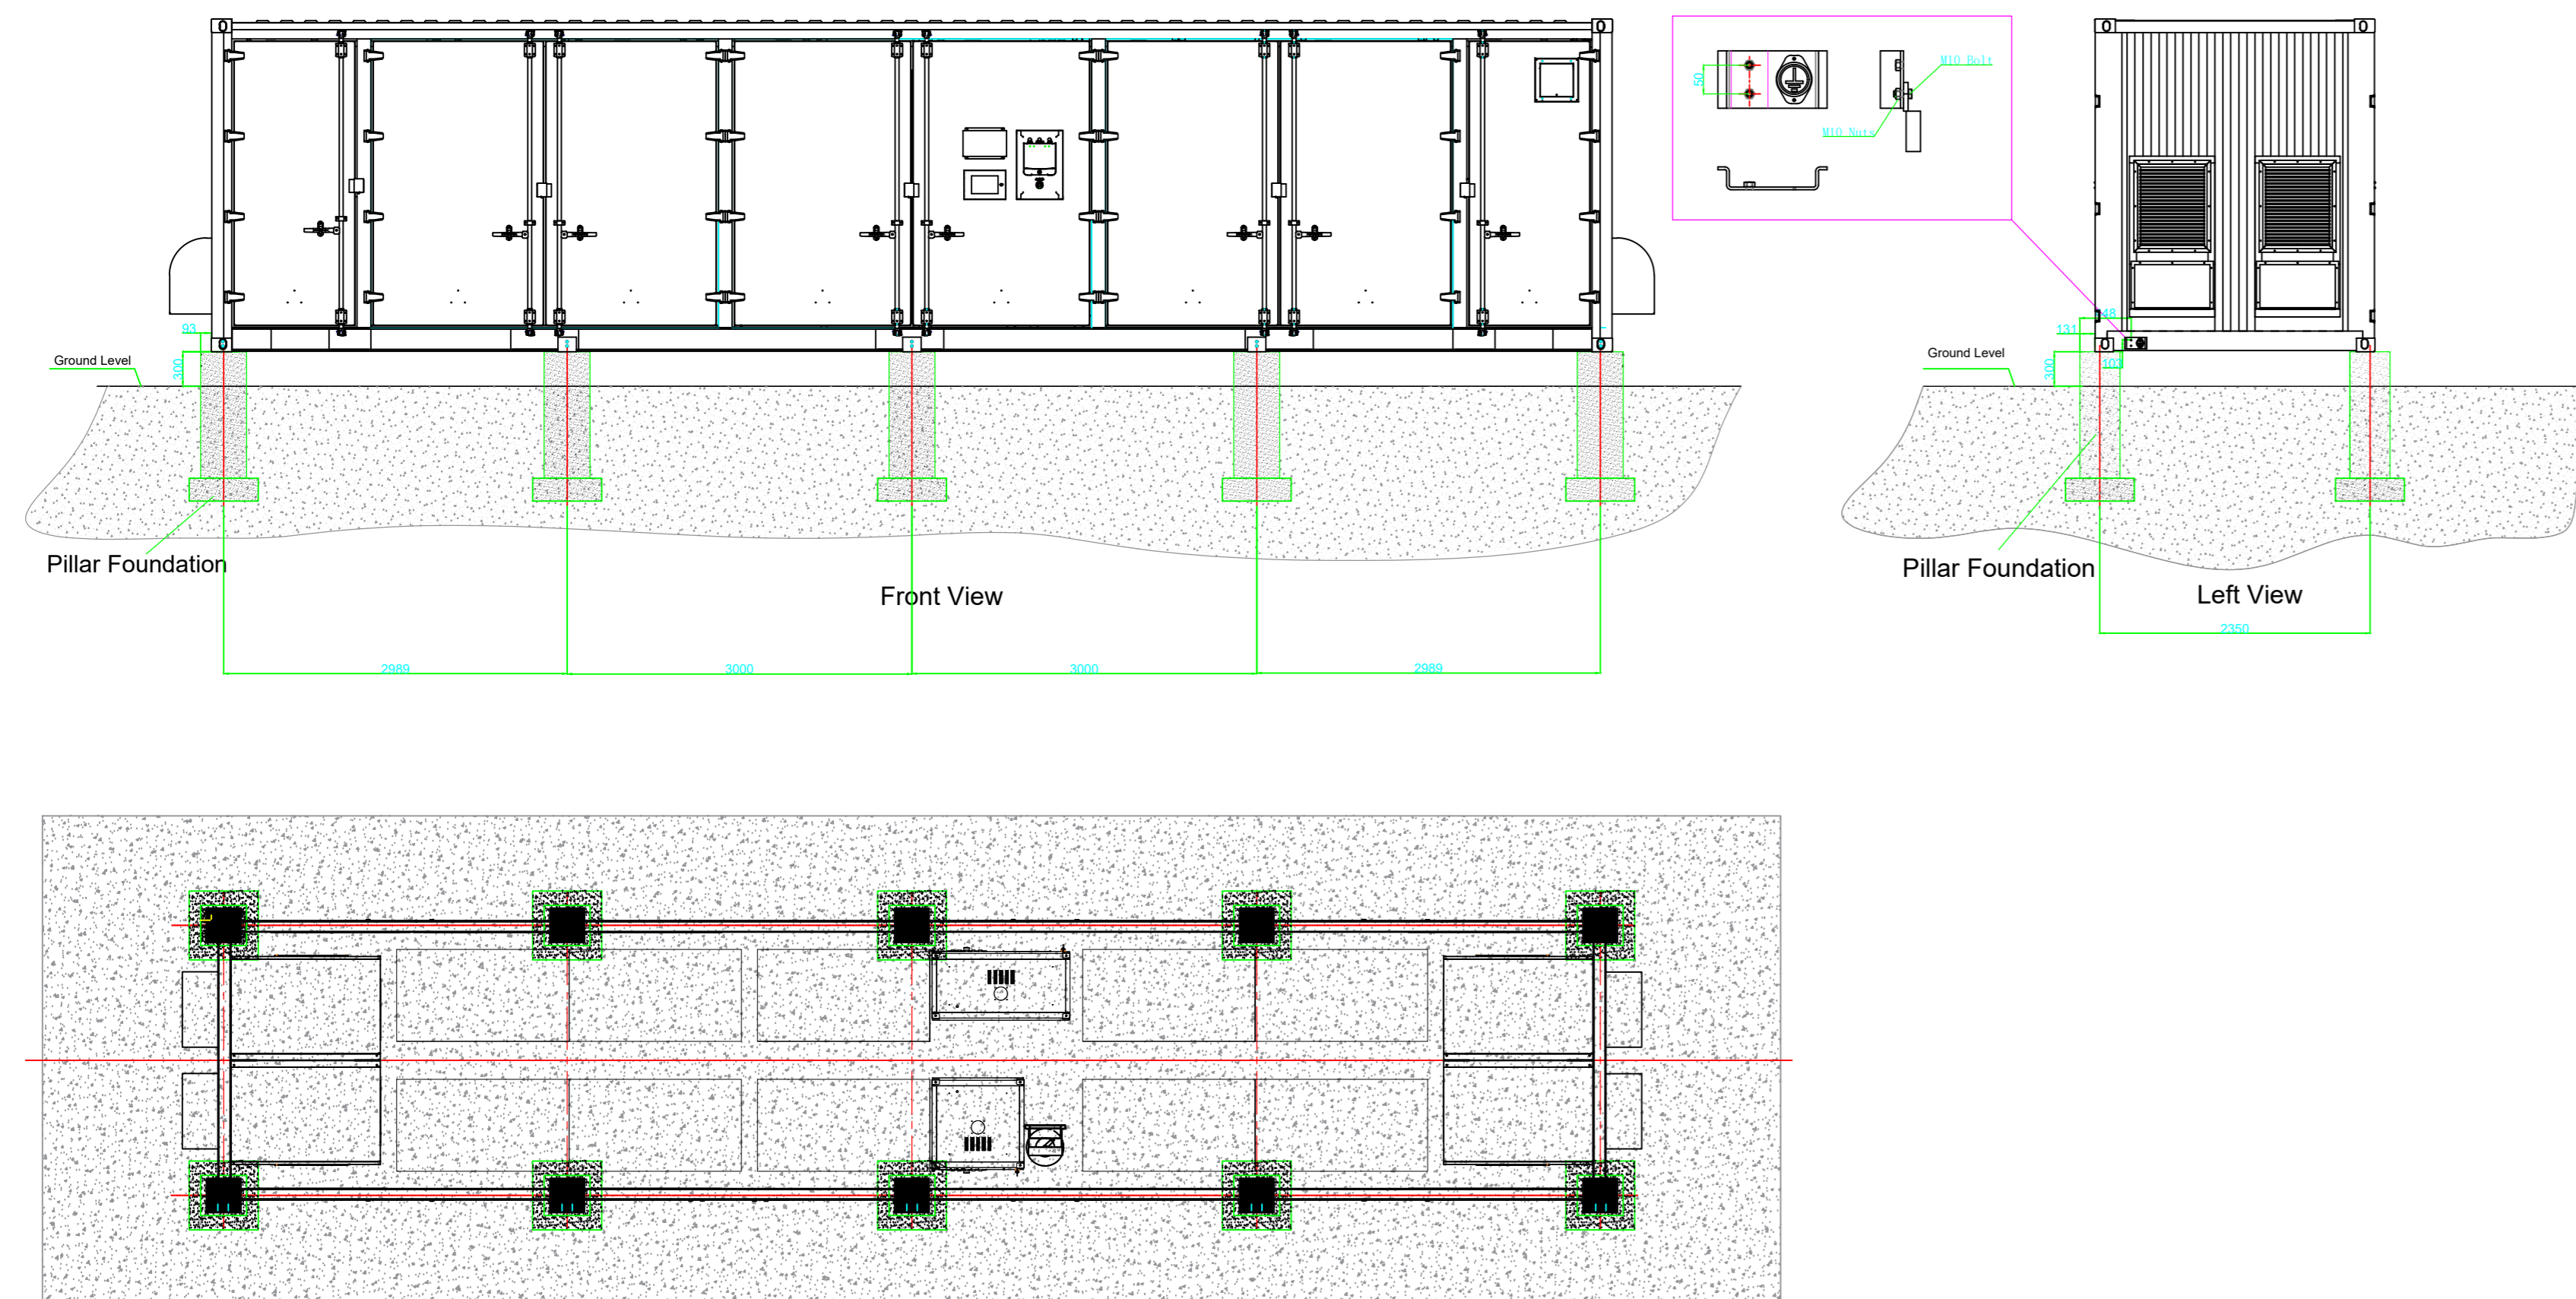 50
M10 Bolt
M10 Nuts
93
300
Ground Level
Pillar Foundation
Front View
2989
3000
3000
2989
48
131
103
300
Ground Level
Pillar Foundation
Left View
2350